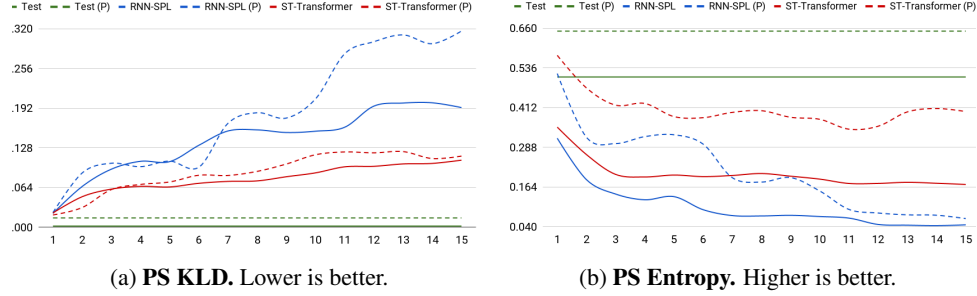 Test Test (P) RNN-SPL RNN-SPL (P) ST-Transformer ST-Transformer (P)
.320
.256
.192
.128
.064
.000
1 2 3 4 5 6 7 8 9 10 11 12 13 14 15
(a) PS KLD. Lower is better.
Test Test (P) RNN-SPL RNN-SPL (P) ST-Transformer ST-Transformer (P)
0.660
0.536
0.412
0.288
0.164
0.040
1 2 3 4 5 6 7 8 9 10 11 12 13 14 15
(b) PS Entropy. Higher is better.